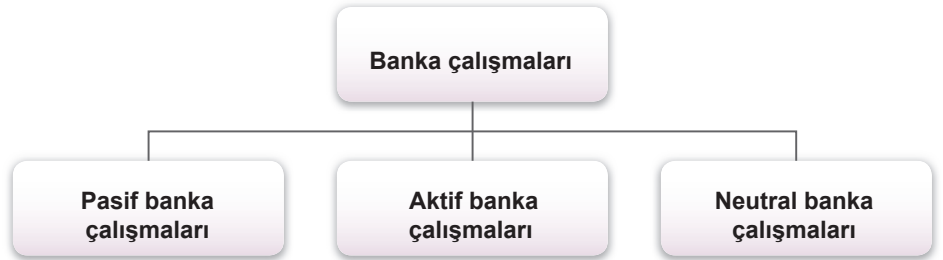 Banka çalışmaları
Pasif banka
çalışmaları
Aktif banka
çalışmaları
Neutral banka
çalışmaları